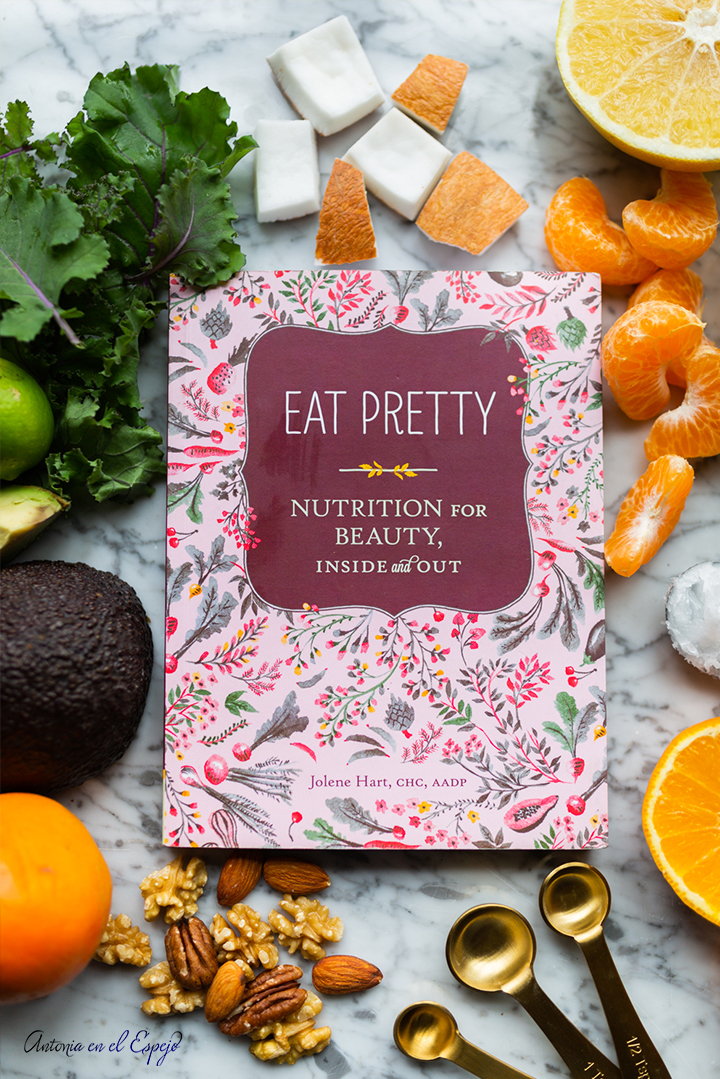 EAT PRETTY
NUTRITION FOR
BEAUTY,
INSIDE and OUT
Jolene Hart, CHC, AADP
Antonia en el Espejo